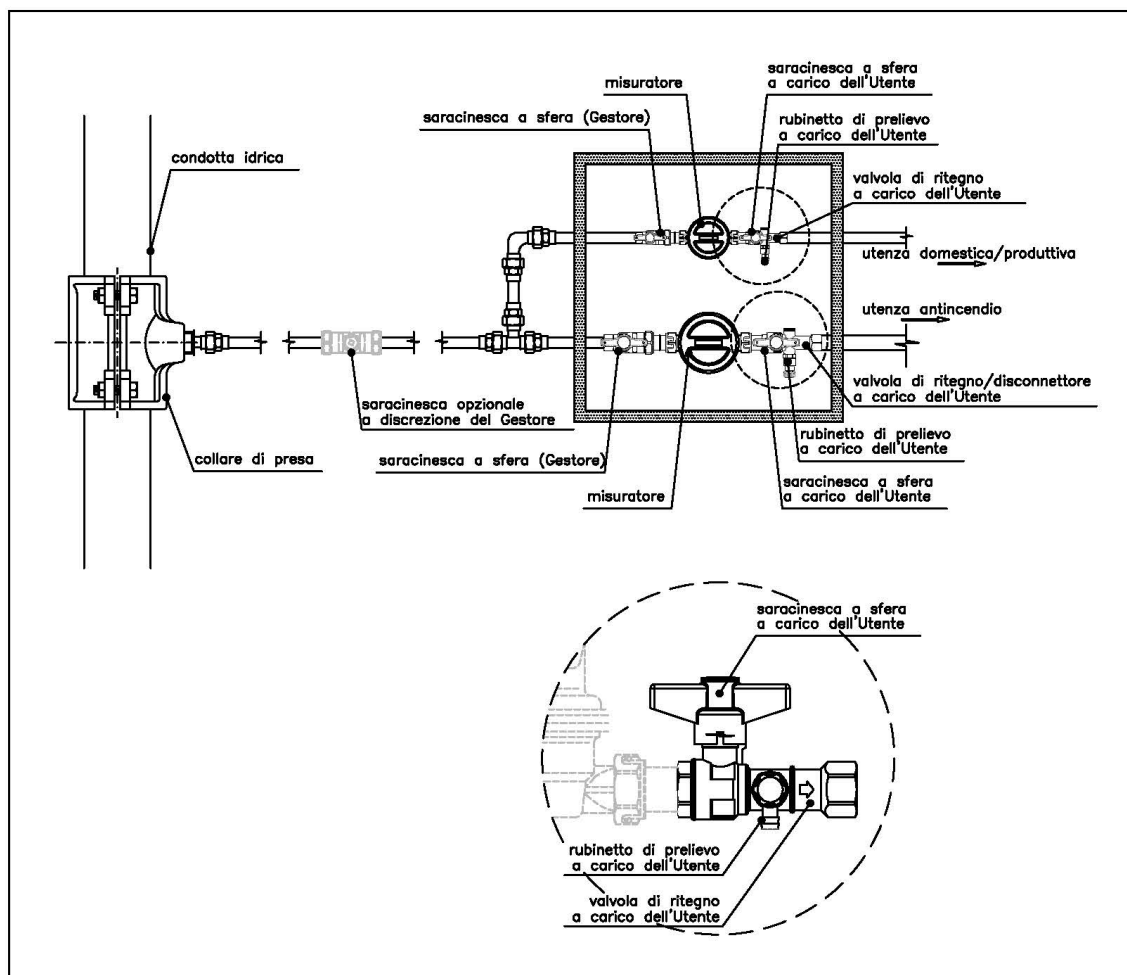 saracinesca a sfera
a carico dell'Utente
misuratore
saracinesca a sfera (Gestore)
rubinetto di prelievo
a carico dell'Utente
condotta idrica
valvola di ritegno
a carico dell'Utente
utenza domestica/produttiva
utenza antincendio
valvola di ritegno/disconnettore
a carico dell'Utente
saracinesca opzionale
a discrezione del Gestore
rubinetto di prelievo
a carico dell'Utente
collare di presa
saracinesca a sfera (Gestore)
saracinesca a sfera
a carico dell'Utente
misuratore
saracinesca a sfera
a carico dell'Utente
rubinetto di prelievo
a carico dell'Utente
valvola di ritegno
a carico dell'Utente